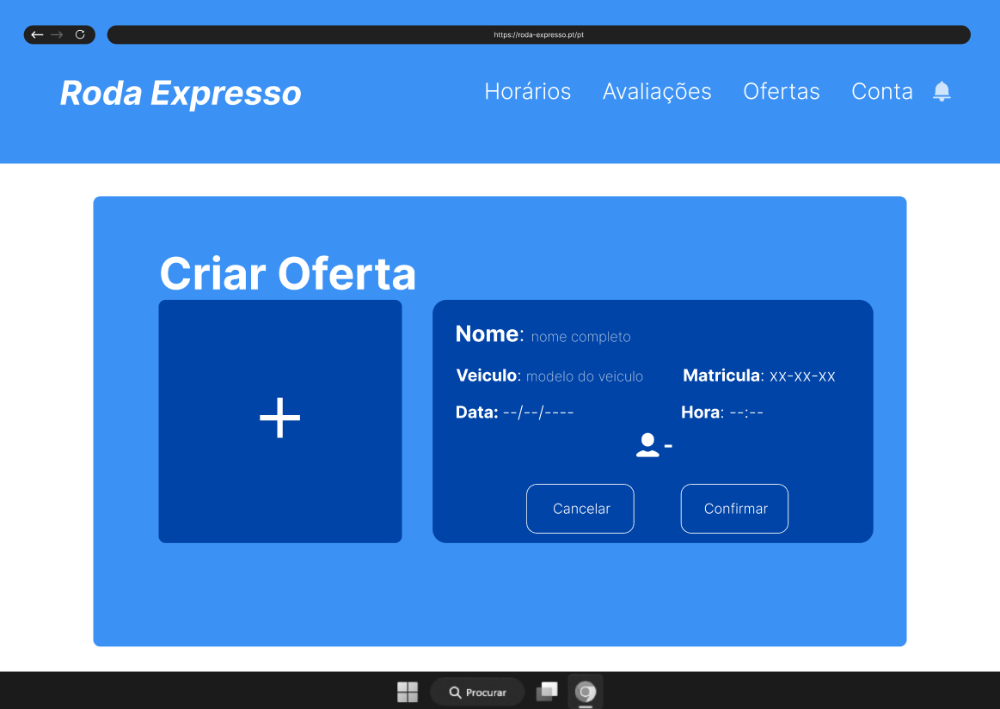 https://roda-expresso.pt/pt
Roda Expresso Horários Avaliações Ofertas Conta
Criar Oferta
Nome: nome completo
Veiculo: modelo do veiculo Matricula: xx-xx-xx
Data: --/--/---- Hora: --:--
-
Cancelar Confirmar
Procurar